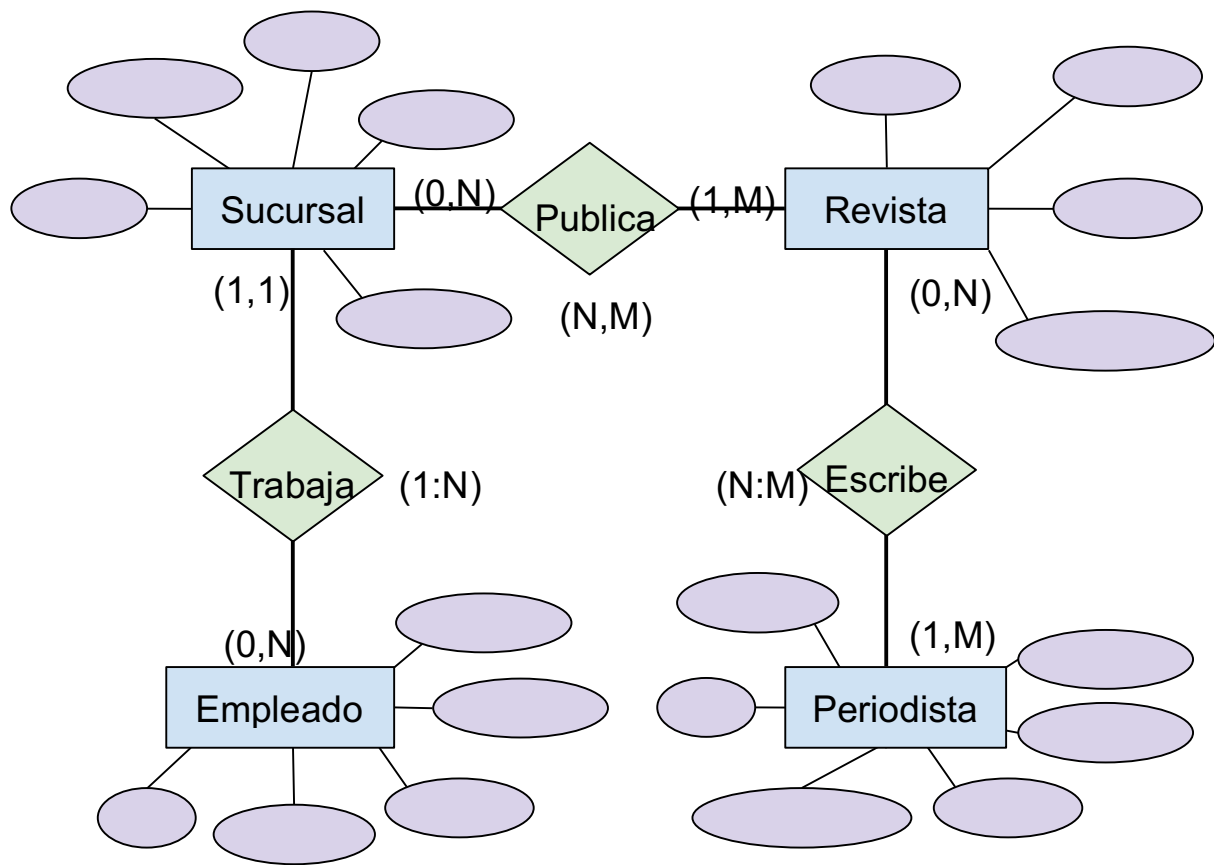 (0,N)
(1,M)
Sucursal
Publica
Revista
(1,1)
(N,M)
(0,N)
Trabaja
(1:N)
(N:M)
Escribe
(0,N)
(1,M)
Empleado
Periodista